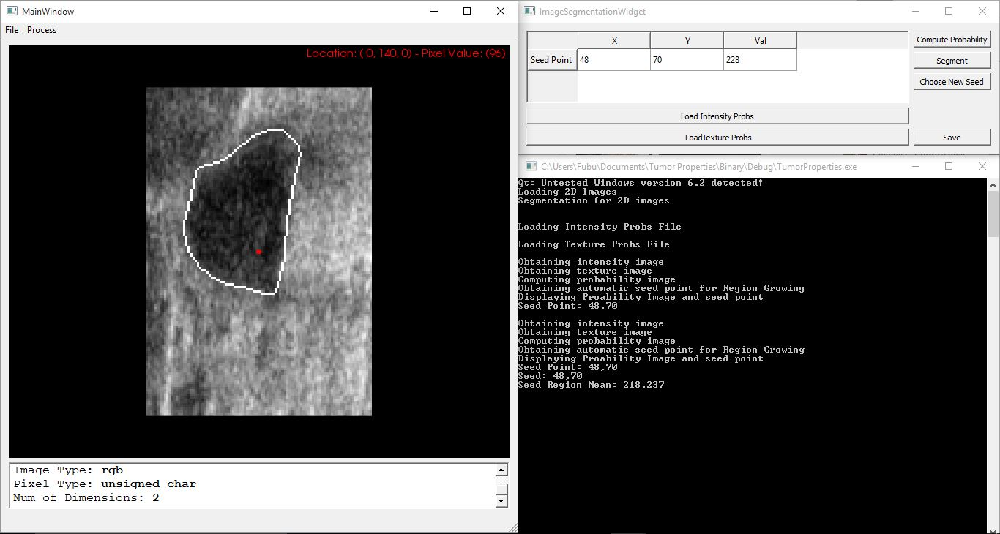 MainWindow
File Process
Location: ( 0, 140, 0) - Pixel Value: (96)
Image Type: rgb
Pixel Type: unsigned char
Num of Dimensions: 2
ImageSegmentationWidget
X Y Val
Seed Point 48 70 228
Compute Probability
Segment
Choose New Seed
Load Intensity Probs
LoadTexture Probs
Save
C:\Users\Fubu\Documents\Tumor Properties\Binary\Debug\TumorProperties.exe
Qt: Untested Windows version 6.2 detected!
Loading 2D Images
Segmentation for 2D images
Loading Intensity Probs File
Loading Texture Probs File
Obtaining intensity image
Obtaining texture image
Computing probability image
Obtaining automatic seed point for Region Growing
Displaying Proability Image and seed point
Seed Point: 48,70
Obtaining intensity image
Obtaining texture image
Computing probability image
Obtaining automatic seed point for Region Growing
Displaying Proability Image and seed point
Seed Point: 48,70
Seed: 48,70
Seed Region Mean: 218.237